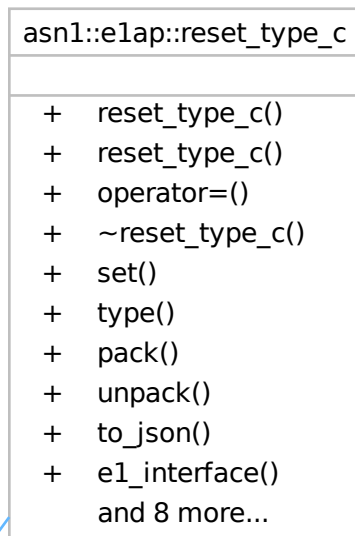 asn1::e1ap::reset_type_c
+ reset_type_c()
+ reset_type_c()
+ operator=()
+ ~reset_type_c()
+ set()
+ type()
+ pack()
+ unpack()
+ to_json()
+ e1_interface()
and 8 more...